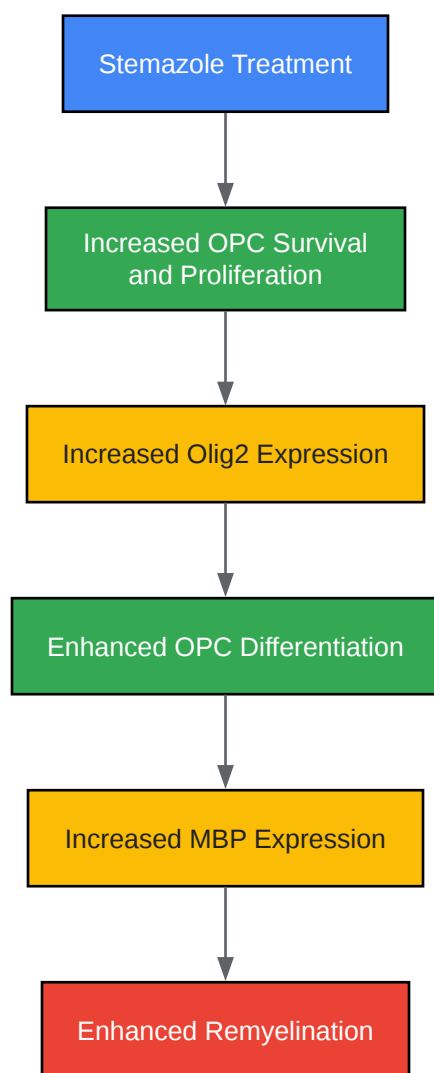 Stemazole Treatment
Increased OPC Survival
and Proliferation
Increased Olig2 Expression
Enhanced OPC Differentiation
Increased MBP Expression
Enhanced Remyelination